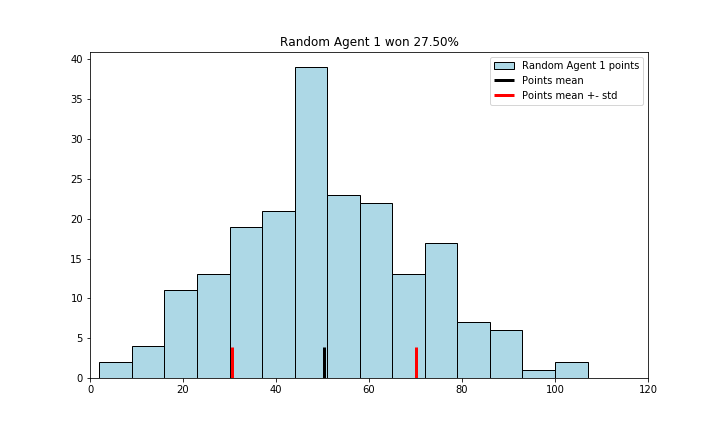 Random Agent 1 won 27.50%
Random Agent 1 points
Points mean
Points mean +- std
40
35
30
25
20
15
10
5
0
0 20 40 60 80 100 120